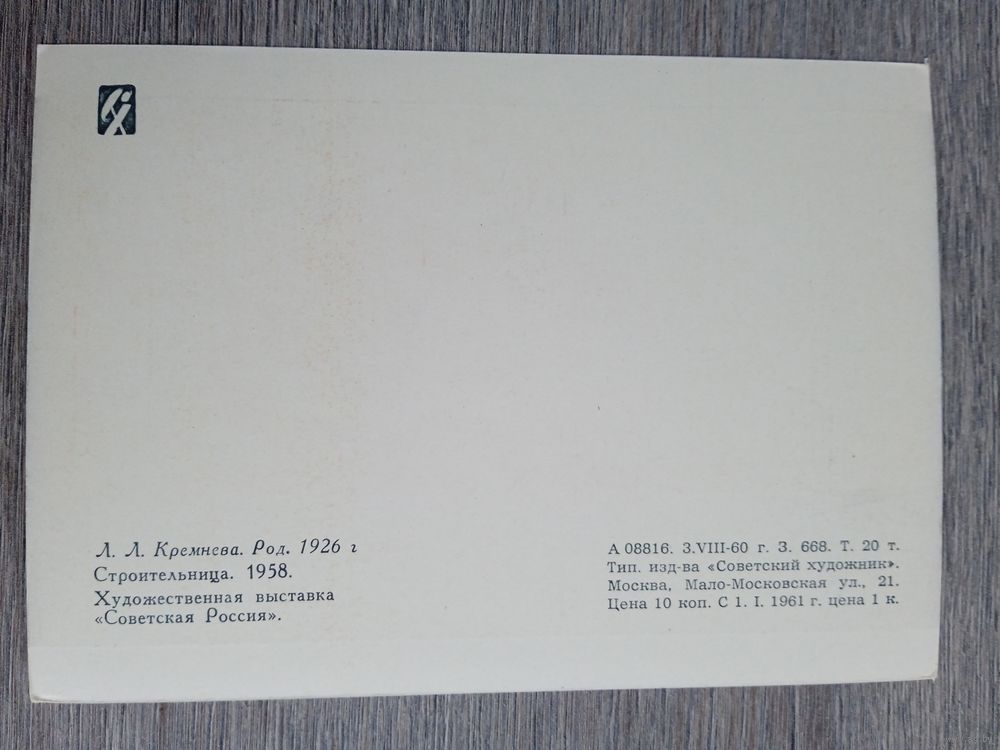 СХ
Л. Л. Кремнева. Род. 1926 г
Строительница. 1958.
Художественная выставка
«Советская Россия».
А 08816. 3.VIII-60 г. З. 668. Т. 20 т.
Тип. изд-ва «Советский художник».
Москва, Мало-Московская ул., 21.
Цена 10 коп. С 1. I. 1961 г. цена 1 к.